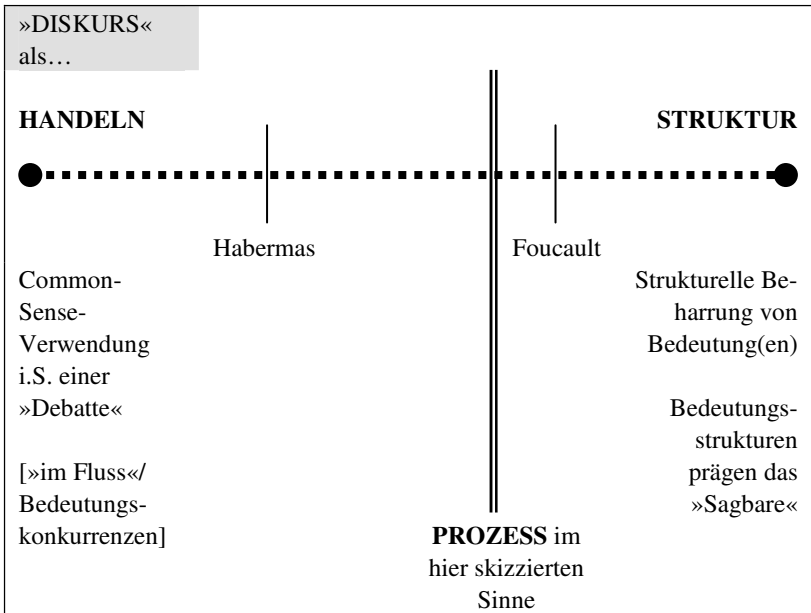 »DISKURS«
als…
HANDELN
STRUKTUR
Habermas
Foucault
Common-
Sense-
Verwendung
i.S. einer
»Debatte«
[»im Fluss«/
Bedeutungs-
konkurrenzen]
Strukturelle Be-
harrung von
Bedeutung(en)
Bedeutungs-
strukturen
prägen das
»Sagbare«
PROZESS im
hier skizzierten
Sinne